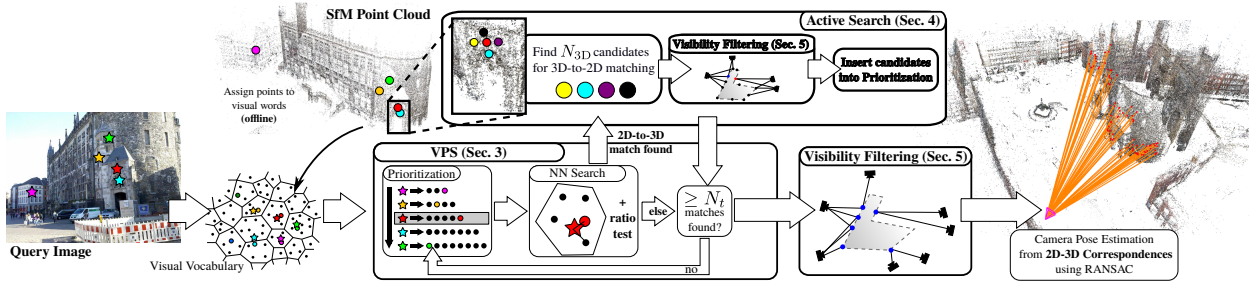 SfM Point Cloud
Active Search (Sec. 4)
Find N3D candidates
for 3D-to-2D matching
Visibility Filtering (Sec. 5)
Insert candidates
into Prioritization
Assign points to
visual words
(offline)
2D-to-3D
match found
VPS (Sec. 3)
Prioritization
NN Search
+
ratio
test
else
≥ Nt
matches
found?
no
Visibility Filtering (Sec. 5)
Query Image
Visual Vocabulary
Camera Pose Estimation
from 2D-3D Correspondences
using RANSAC